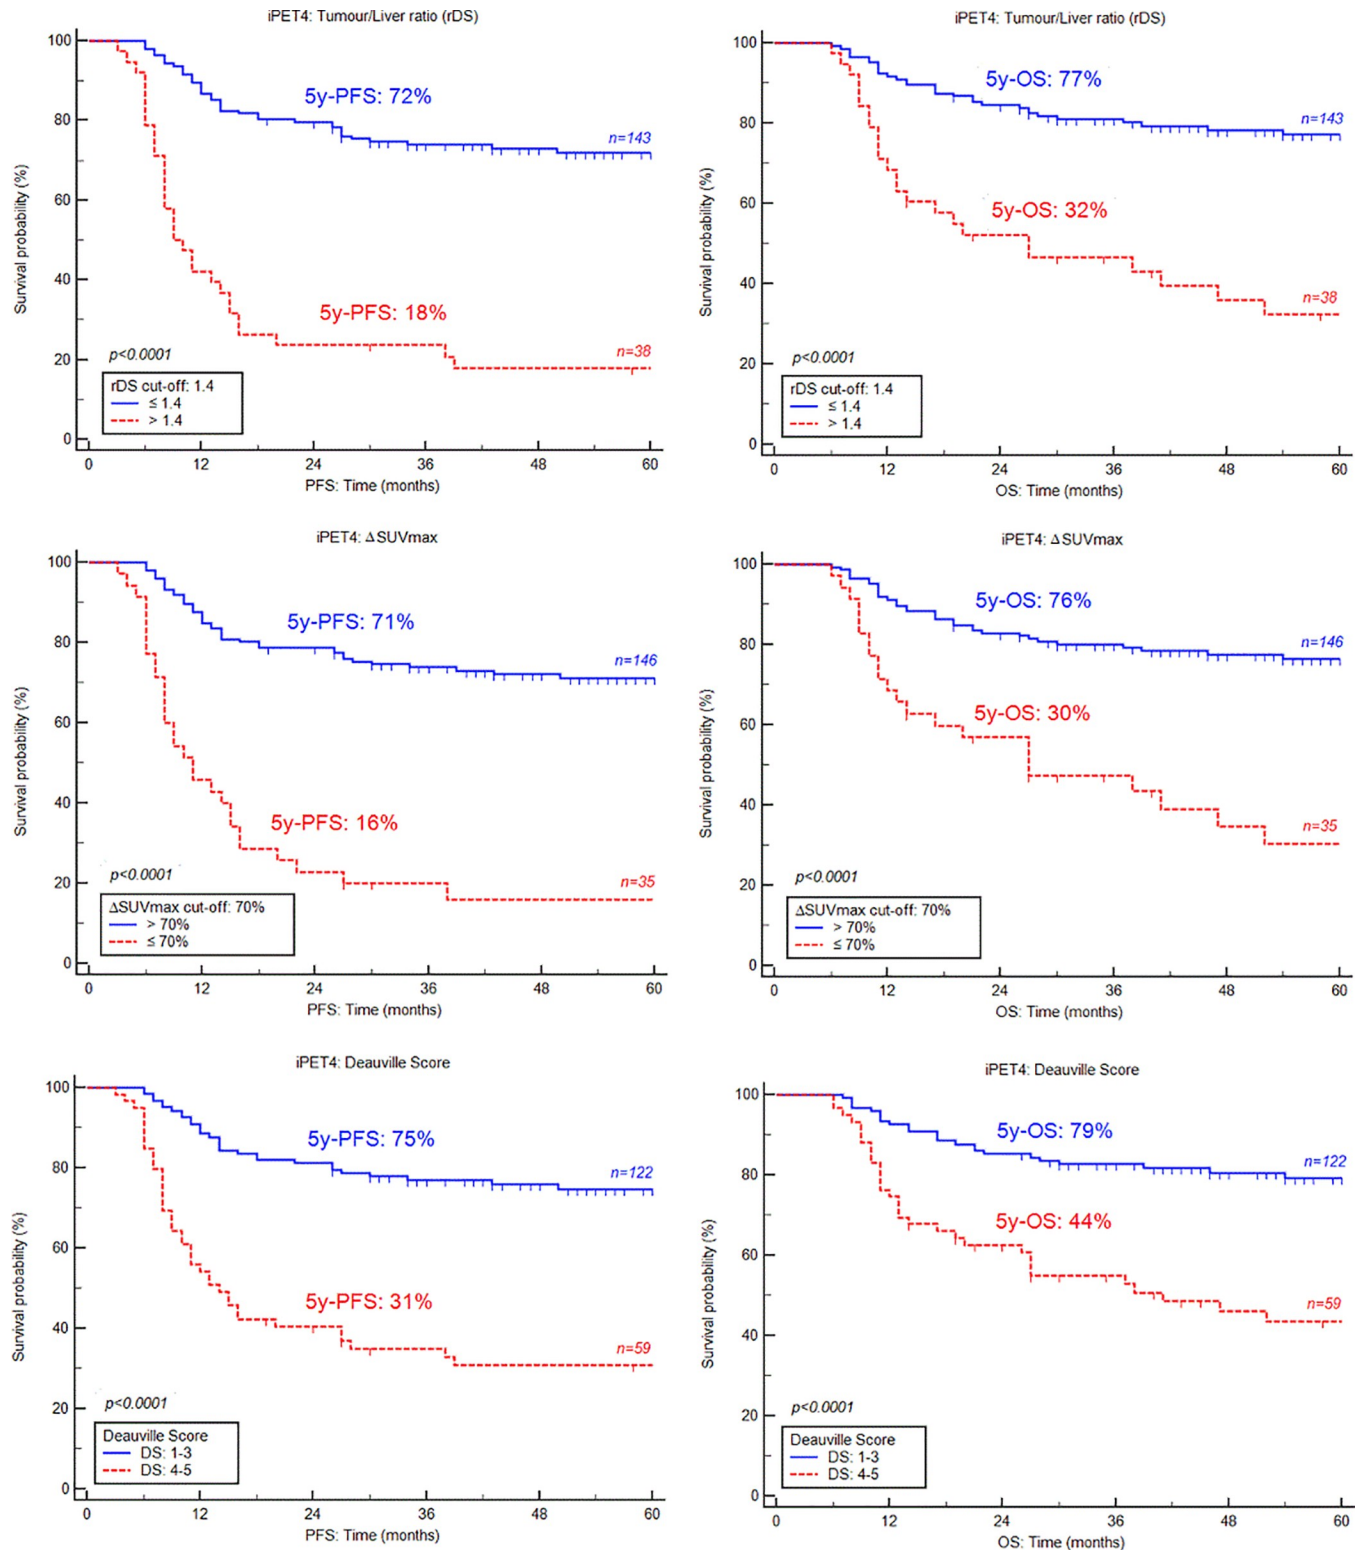 iPET4: Tumour/Liver ratio (rDS)
100
80
60
40
20
0
Survival probability (%)
5y-PFS: 72%
n=143
5y-PFS: 18%
n=38
p<0.0001
rDS cut-off: 1.4
≤ 1.4
> 1.4
0 12 24 36 48 60
PFS: Time (months)
iPET4: Tumour/Liver ratio (rDS)
100
80
60
40
20
0
Survival probability (%)
5y-OS: 77%
n=143
5y-OS: 32%
n=38
p<0.0001
rDS cut-off: 1.4
≤ 1.4
> 1.4
0 12 24 36 48 60
OS: Time (months)
iPET4: ΔSUVmax
100
80
60
40
20
0
Survival probability (%)
5y-PFS: 71%
n=146
5y-PFS: 16%
n=35
p<0.0001
ΔSUVmax cut-off: 70%
> 70%
≤ 70%
0 12 24 36 48 60
PFS: Time (months)
iPET4: ΔSUVmax
100
80
60
40
20
0
Survival probability (%)
5y-OS: 76%
n=146
5y-OS: 30%
n=35
p<0.0001
ΔSUVmax cut-off: 70%
> 70%
≤ 70%
0 12 24 36 48 60
OS: Time (months)
iPET4: Deauville Score
100
80
60
40
20
0
Survival probability (%)
5y-PFS: 75%
n=122
5y-PFS: 31%
n=59
p<0.0001
Deauville Score
DS: 1-3
DS: 4-5
0 12 24 36 48 60
PFS: Time (months)
iPET4: Deauville Score
100
80
60
40
20
0
Survival probability (%)
5y-OS: 79%
n=122
5y-OS: 44%
n=59
p<0.0001
Deauville Score
DS: 1-3
DS: 4-5
0 12 24 36 48 60
OS: Time (months)